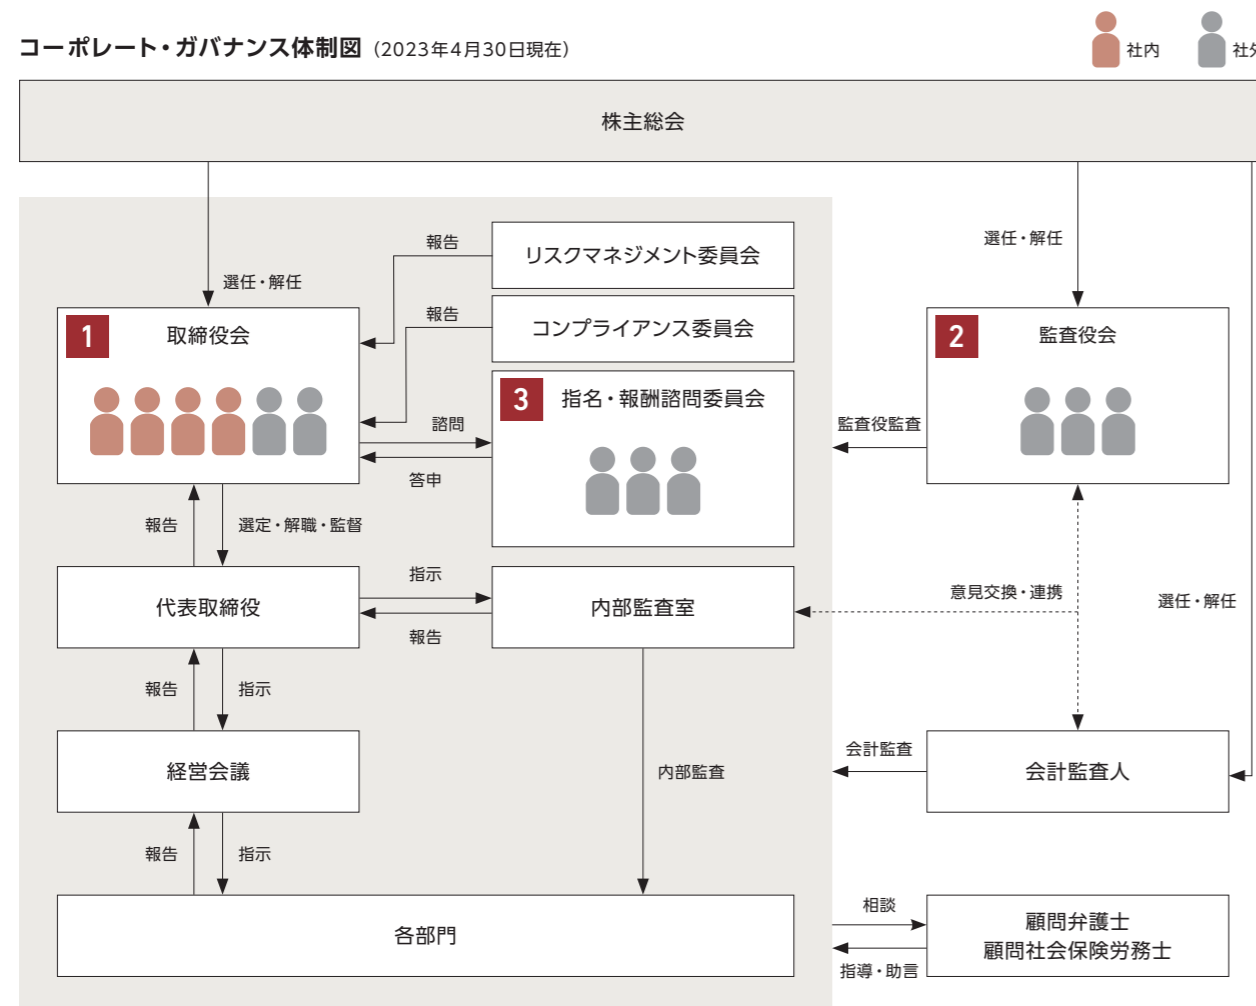 コーポレート・ガバナンス体制図 (2023年4月30日現在)
社内
社外
株主総会
選任・解任
報告
リスクマネジメント委員会
選任・解任
報告
コンプライアンス委員会
1 取締役会
2 監査役会
3 指名・報酬諮問委員会
諮問
答申
監査役監査
報告
選定・解職・監督
代表取締役
指示
報告
内部監査室
意見交換・連携
選任・解任
報告
指示
経営会議
内部監査
会計監査
会計監査人
報告
指示
各部門
相談
指導・助言
顧問弁護士
顧問社会保険労務士